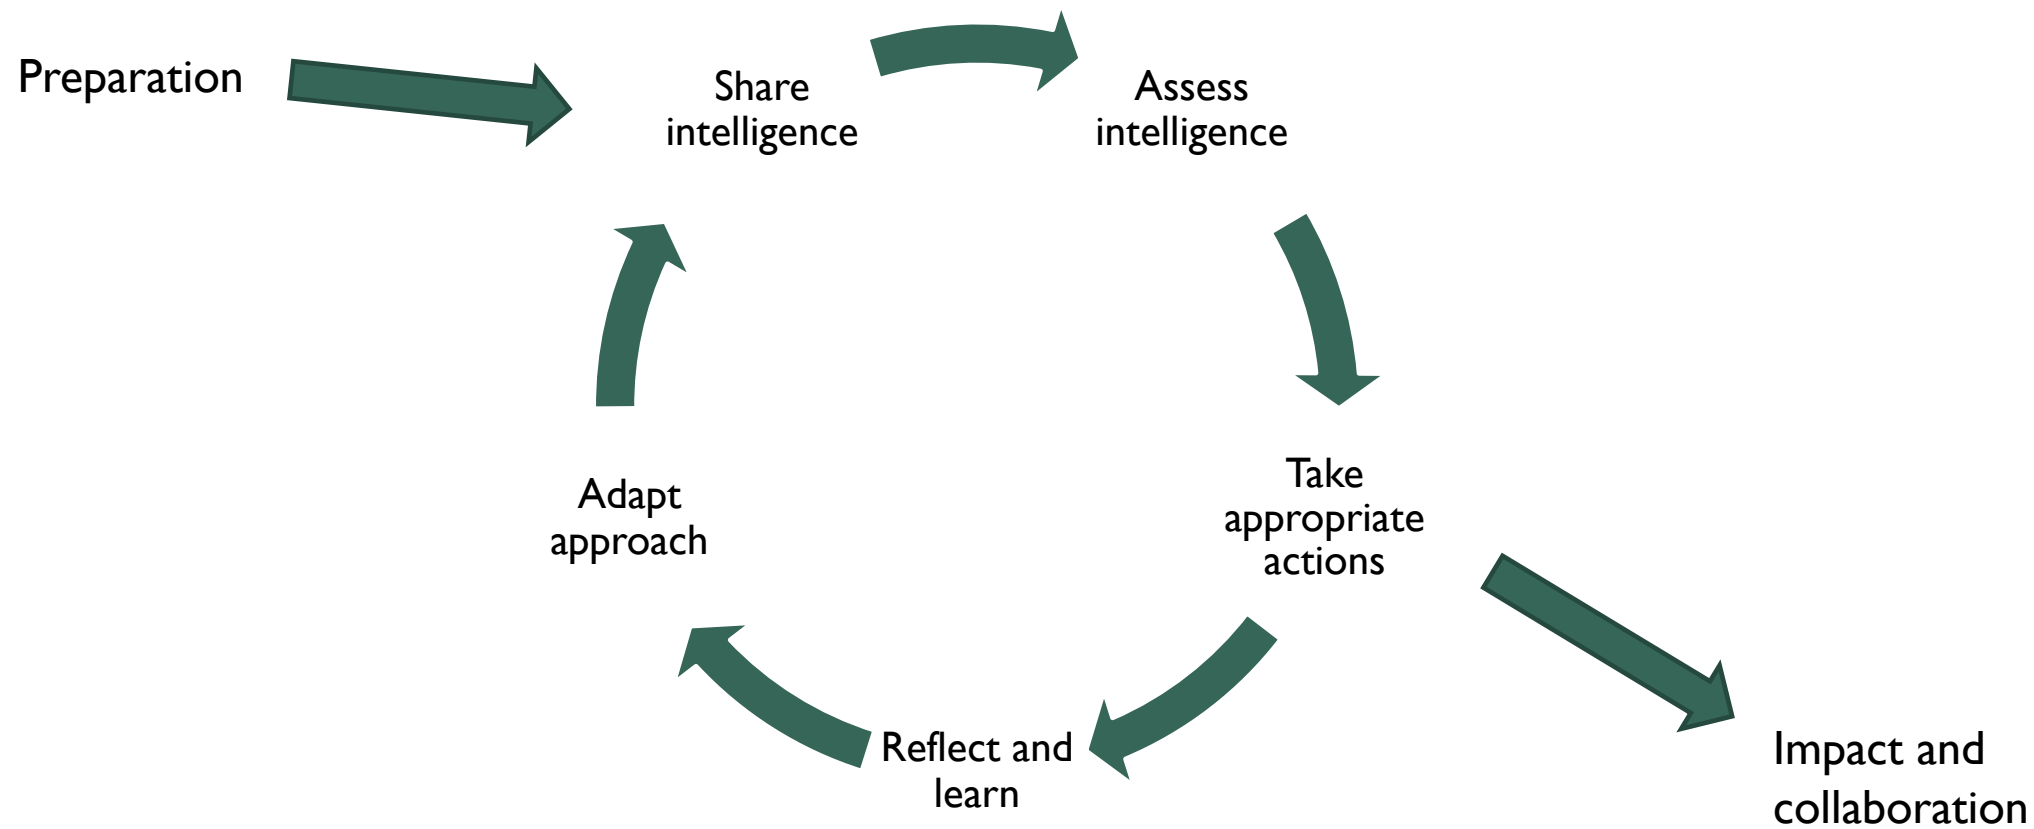 Preparation
Share
intelligence
Assess
intelligence
Take
appropriate
actions
Reflect and
learn
Adapt
approach
Impact and
collaboration